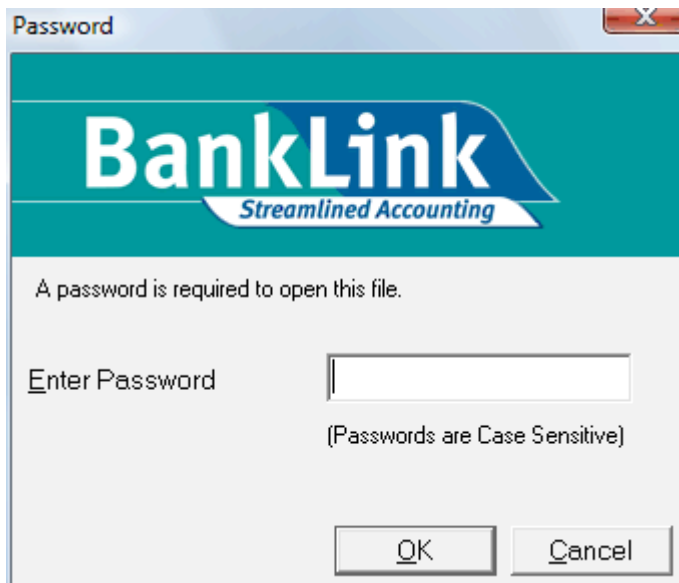 Password
BankLink
Streamlined Accounting
A password is required to open this file.
Enter Password
(Passwords are Case Sensitive)
OK Cancel